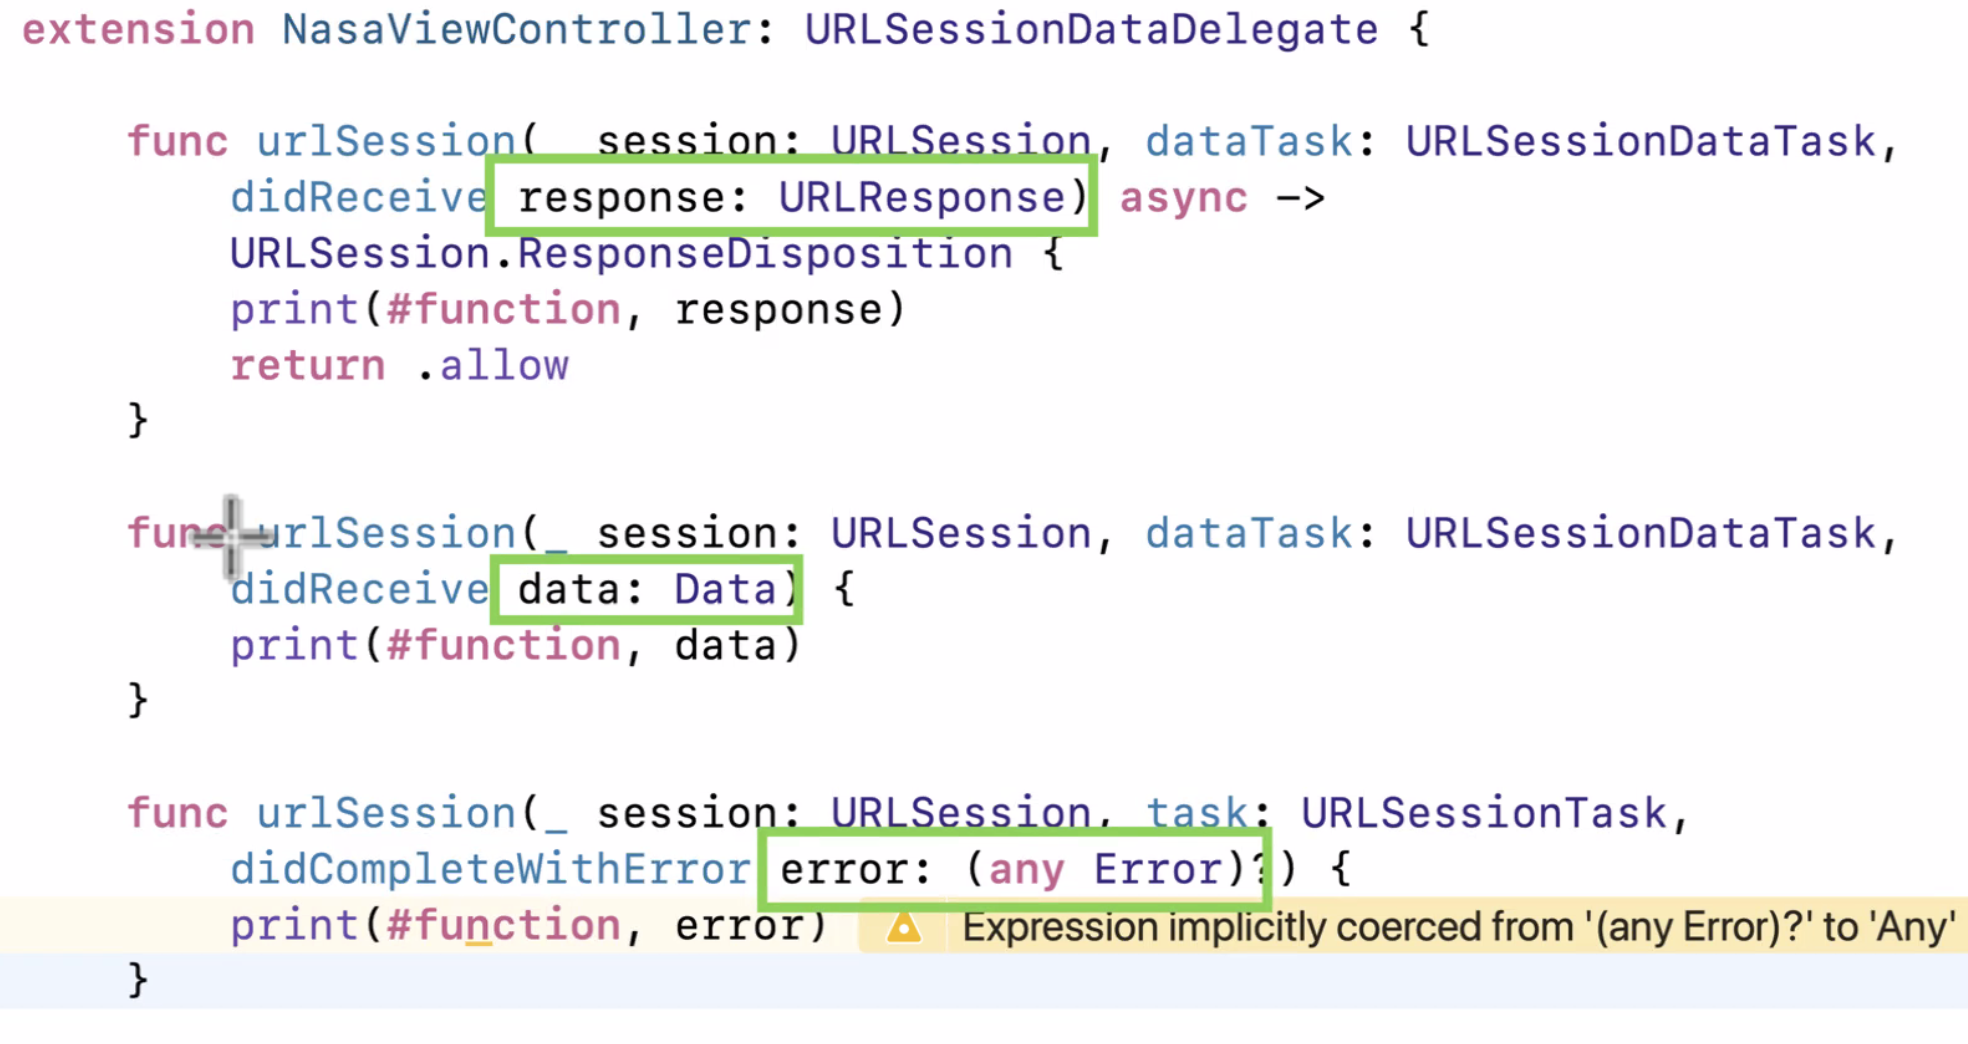 extension NasaViewController: URLSessionDataDelegate {
func urlSession(_ session: URLSession, dataTask: URLSessionDataTask,
didReceive response: URLResponse) async ->
URLSession.ResponseDisposition {
print(#function, response)
return .allow
}
func urlSession(_ session: URLSession, dataTask: URLSessionDataTask,
didReceive data: Data) {
print(#function, data)
}
func urlSession(_ session: URLSession, task: URLSessionTask,
didCompleteWithError error: (any Error)?) {
print(#function, error) Expression implicitly coerced from '(any Error)?' to 'Any'
}